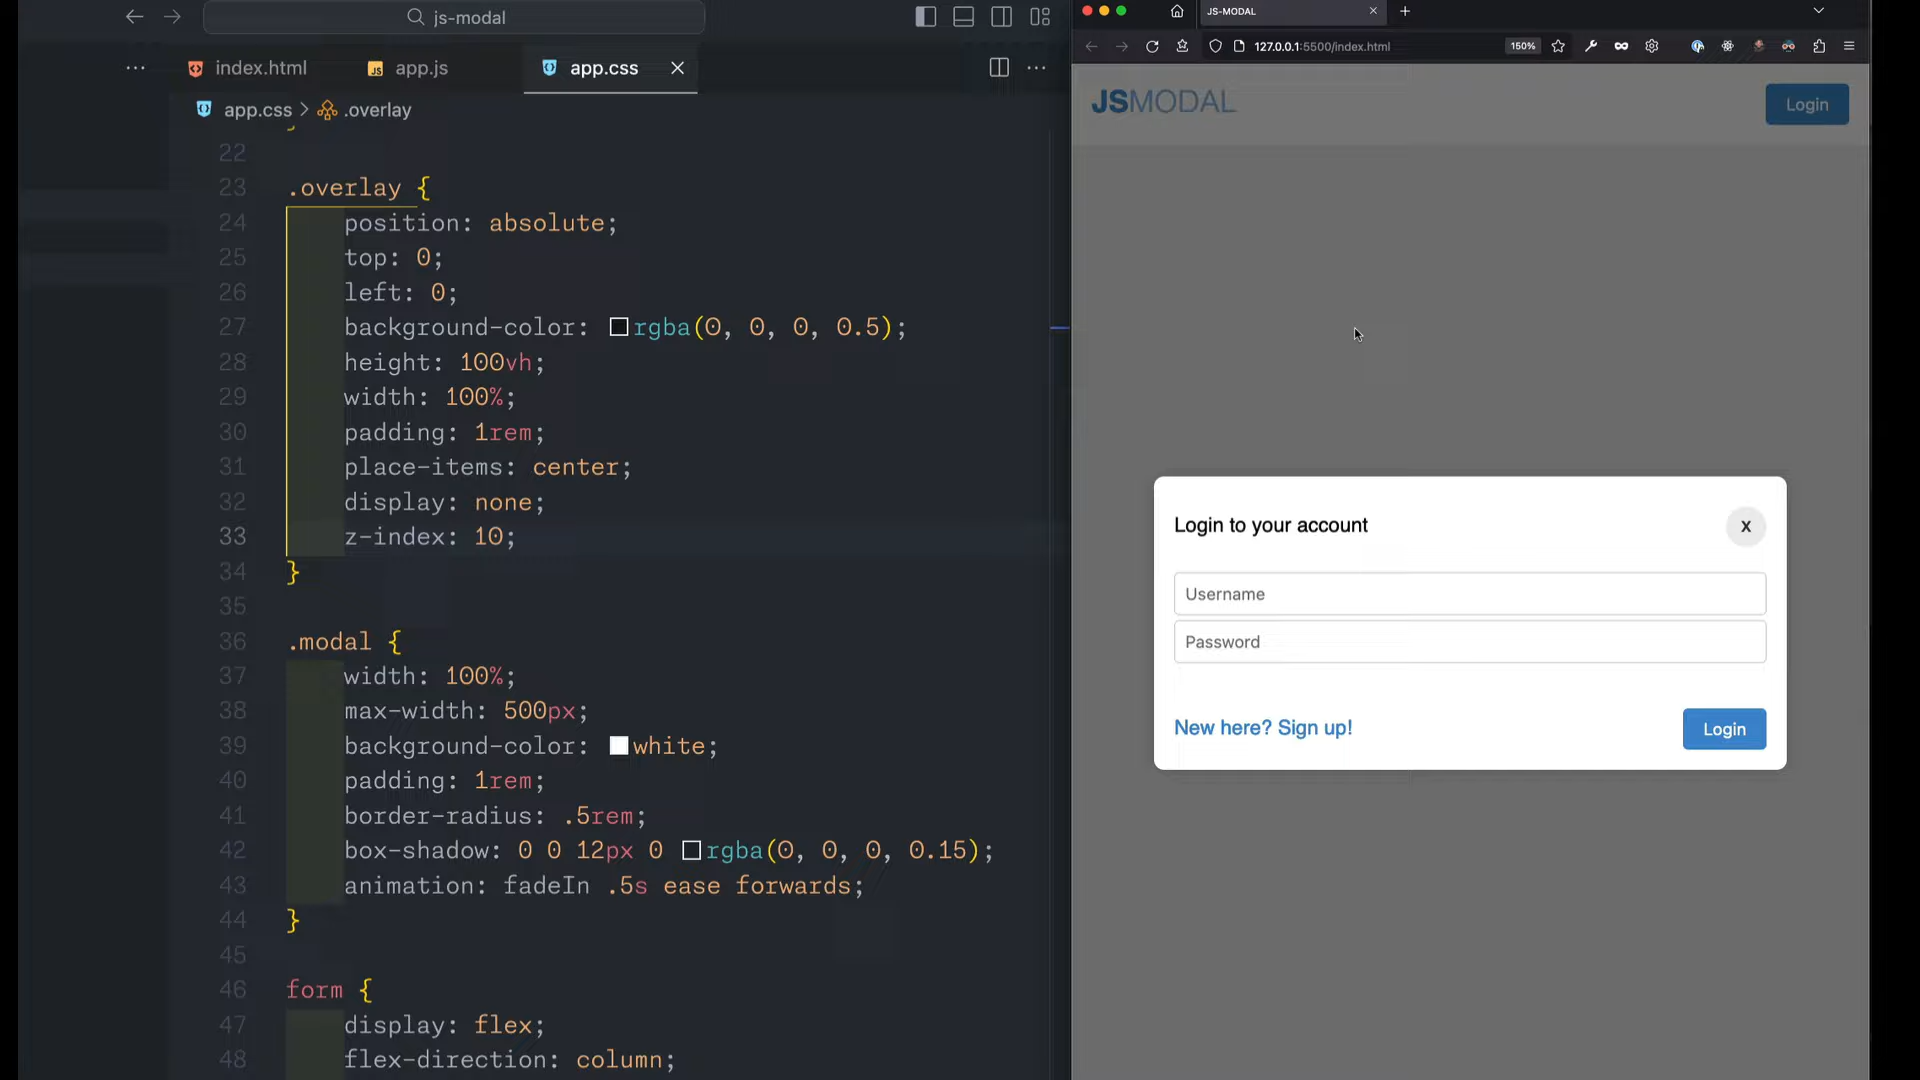 js-modal
index.html
app.js
app.css
app.css > .overlay
22
23 .overlay {
24 position: absolute;
25 top: 0;
26 left: 0;
27 background-color: rgba(0, 0, 0, 0.5);
28 height: 100vh;
29 width: 100%;
30 padding: 1rem;
31 place-items: center;
32 display: none;
33 z-index: 10;
34 }
35
36 .modal {
37 width: 100%;
38 max-width: 500px;
39 background-color: white;
40 padding: 1rem;
41 border-radius: .5rem;
42 box-shadow: 0 0 12px 0 rgba(0, 0, 0, 0.15);
43 animation: fadeIn .5s ease forwards;
44 }
45
46 form {
47 display: flex;
48 flex-direction: column;
JS-MODAL
127.0.0.1:5500/index.html
150%
JSMODAL
Login
Login to your account
X
Username
Password
New here? Sign up!
Login